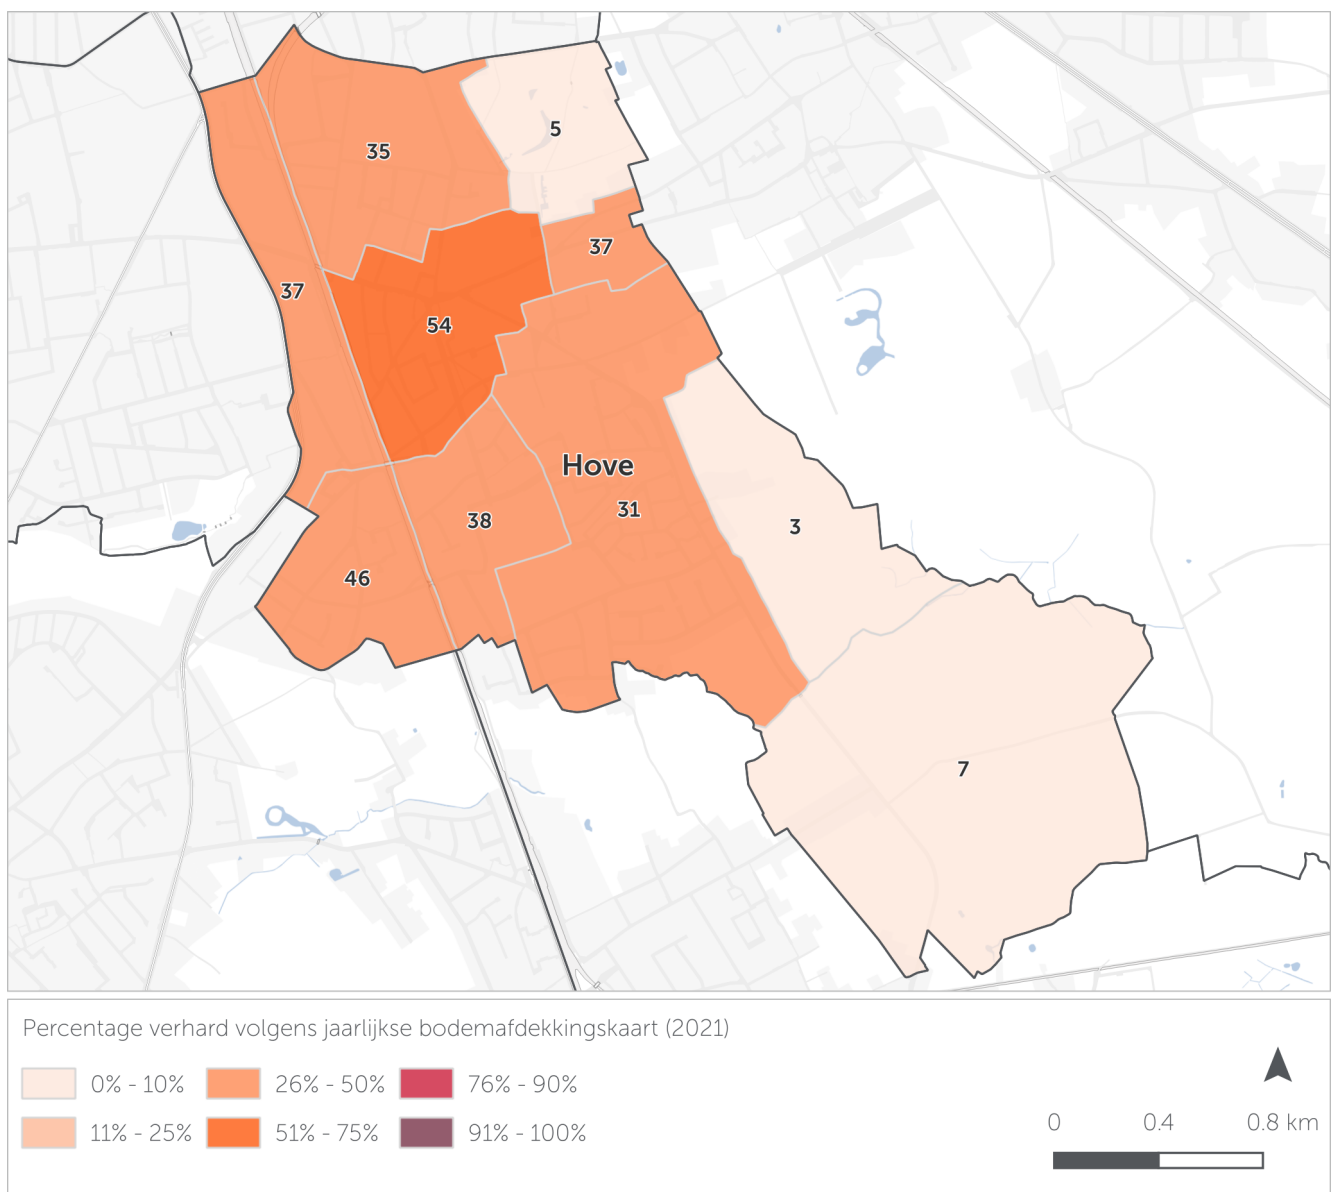 5
35
37
37
54
Hove
31
38
3
46
7
Percentage verhard volgens jaarlijkse bodemafdekkingskaart (2021)
0% - 10%
26% - 50%
76% - 90%
11% - 25%
51% - 75%
91% - 100%
0 0.4 0.8 km